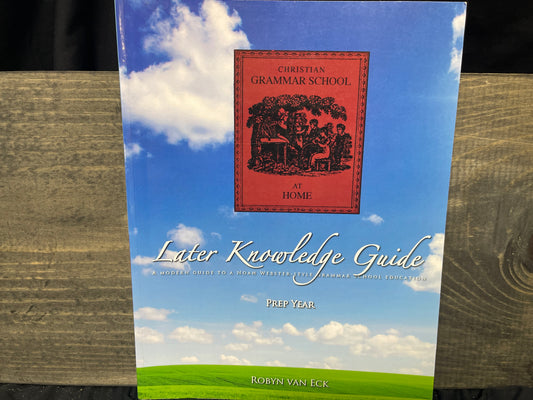 CHRISTIAN
GRAMMAR SCHOOL
AT
HOME
Later Knowledge Guide
A MODERN GUIDE TO A NOAH WEBSTER-STYLE GRAMMAR SCHOOL EDUCATION
PREP YEAR
ROBYN VAN ECK